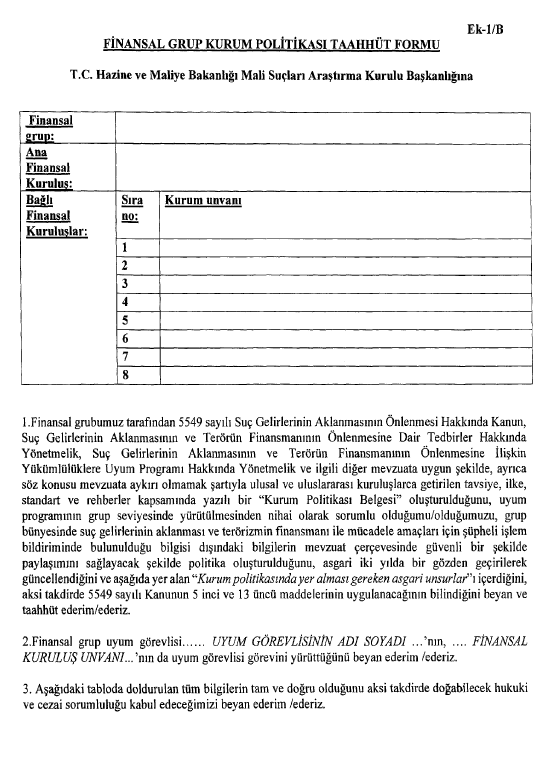 Ek-1/B
FİNANSAL GRUP KURUM POLİTİKASI TAAHHÜT FORMU
T.C. Hazine ve Maliye Bakanlığı Mali Suçları Araştırma Kurulu Başkanlığına
Finansal
grup:
Ana
Finansal
Kuruluş:
Bağlı
Finansal
Kuruluşlar:
Sıra
no:
Kurum unvanı
1
2
3
4
5
6
7
8
1.Finansal grubumuz tarafından 5549 sayılı Suç Gelirlerinin Aklanmasının Önlenmesi Hakkında Kanun,
Suç Gelirlerinin Aklanmasının ve Terörün Finansmanının Önlenmesine Dair Tedbirler Hakkında
Yönetmelik, Suç Gelirlerinin Aklanmasının ve Terörün Finansmanının Önlenmesine İlişkin
Yükümlülüklere Uyum Programı Hakkında Yönetmelik ve ilgili diğer mevzuata uygun şekilde, ayrıca
söz konusu mevzuata aykırı olmamak şartıyla ulusal ve uluslararası kuruluşlarca getirilen tavsiye, ilke,
standart ve rehberler kapsamında yazılı bir “Kurum Politikası Belgesi” oluşturulduğunu, uyum
programının grup seviyesinde yürütülmesinden nihai olarak sorumlu olduğumu/olduğumuzu, grup
bünyesinde suç gelirlerinin aklanması ve terörizmin finansmanı ile mücadele amaçları için şüpheli işlem
bildiriminde bulunulduğu bilgisi dışındaki bilgilerin mevzuat çerçevesinde güvenli bir şekilde
paylaşımını sağlayacak şekilde politika oluşturulduğunu, asgari iki yılda bir gözden geçirilerek
güncellendiğini ve aşağıda yer alan “Kurum politikasında yer alması gereken asgari unsurlar”ı içerdiğini,
aksi takdirde 5549 sayılı Kanunun 5 inci ve 13 üncü maddelerinin uygulanacağının bilindiğini beyan ve
taahhüt ederim/ederiz.
2.Finansal grup uyum görevlisi...... UYUM GÖREVLİSİNİN ADI SOYADI ...’nın, .... FİNANSAL
KURULUŞ UNVANI...’nın da uyum görevlisi görevini yürüttüğünü beyan ederim /ederiz.
3. Aşağıdaki tabloda doldurulan tüm bilgilerin tam ve doğru olduğunu aksi takdirde doğabilecek hukuki
ve cezai sorumluluğu kabul edeceğimizi beyan ederim /ederiz.